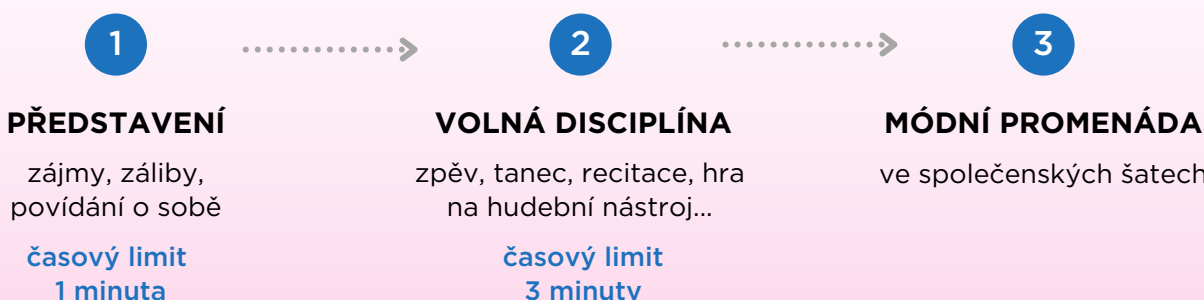 1
2
3
PŘEDSTAVENÍ
zájmy, záliby,
povídání o sobě
časový limit
1 minuta
VOLNÁ DISCIPLÍNA
zpěv, tanec, recitace, hra
na hudební nástroj...
časový limit
3 minuty
MÓDNÍ PROMENÁDA
ve společenských šatech